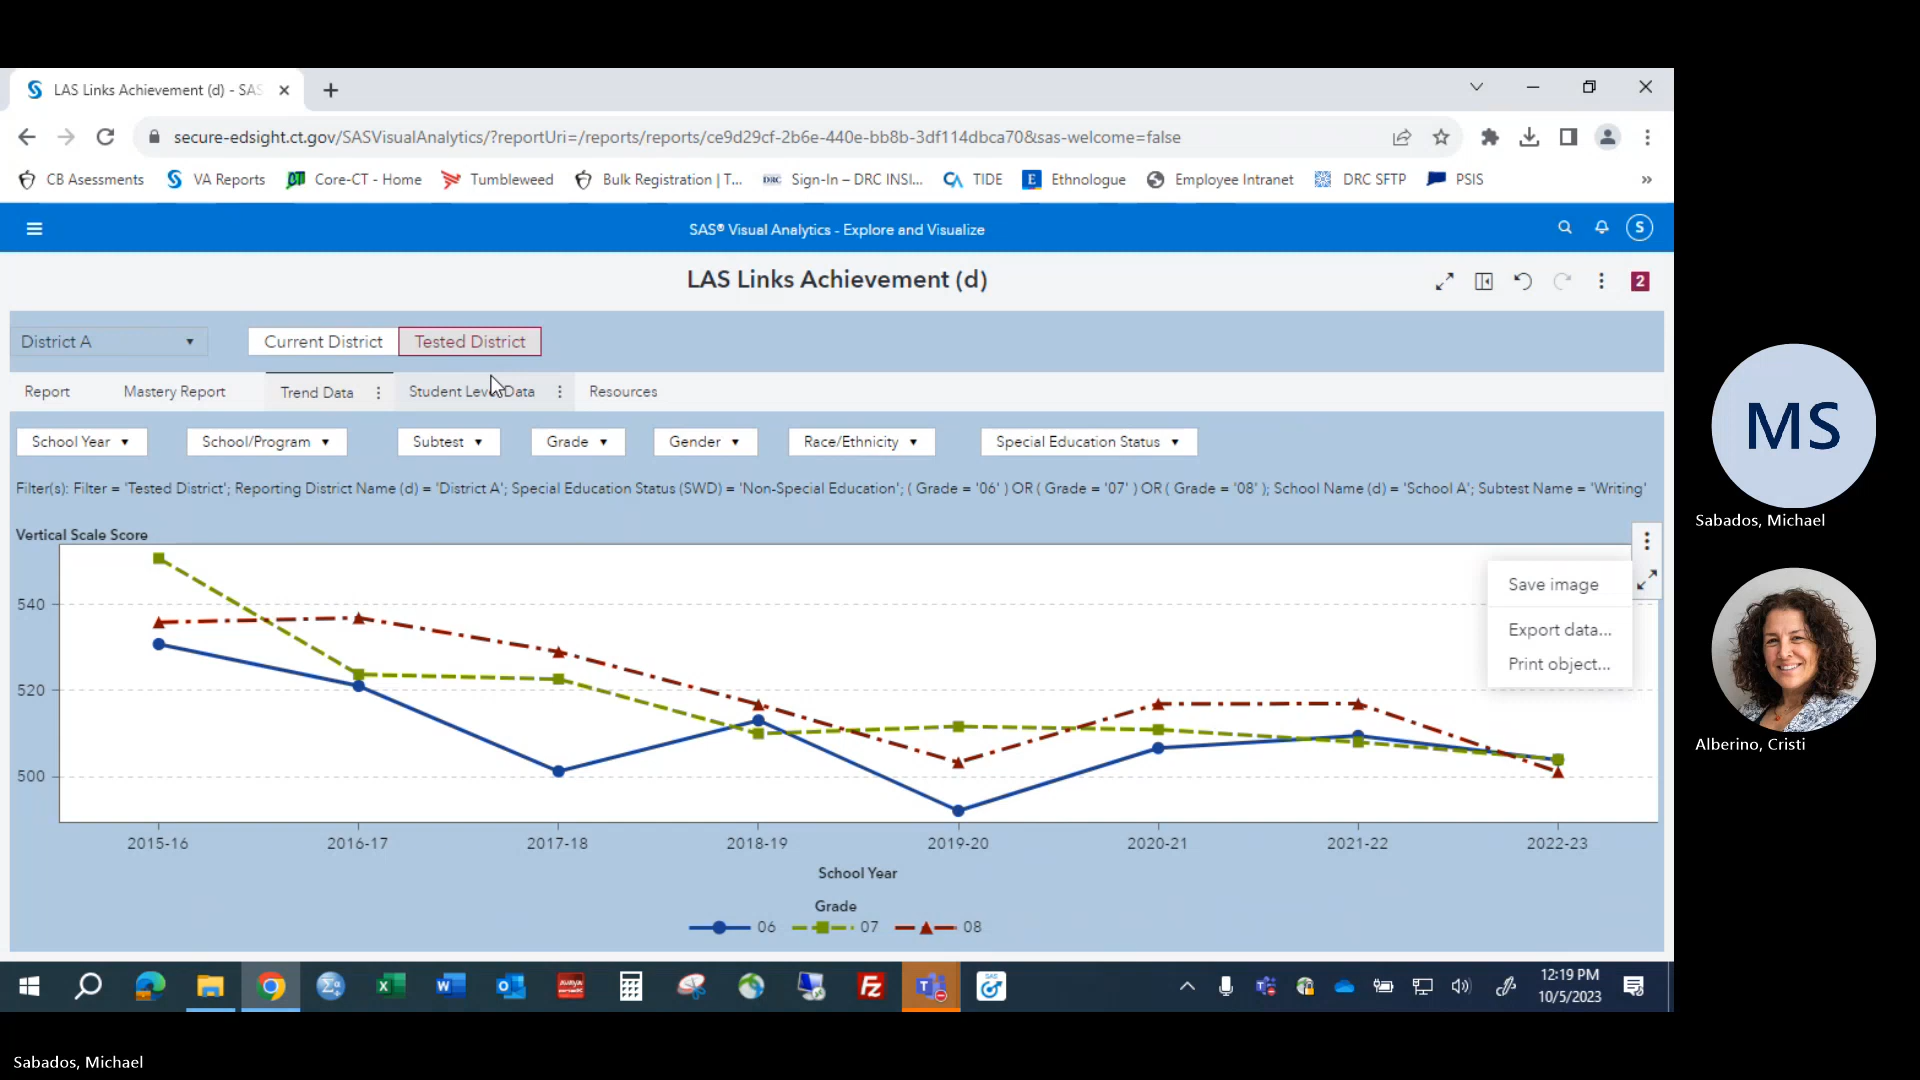 LAS Links Achievement (d) - SAS
secure-edsight.ct.gov/SASVisualAnalytics/?reportUri=/reports/reports/ce9d29cf-2b6e-440e-bb8b-3df114dbca70&sas-welcome=false
CB Asessments VA Reports Core-CT - Home Tumbleweed Bulk Registration | T... DRC Sign-In – DRC INSI... CA TIDE E Ethnologue Employee Intranet DRC SFTP PSIS »
SAS® Visual Analytics - Explore and Visualize S
LAS Links Achievement (d) 2
District A Current District Tested District
Report Mastery Report Trend Data Student Level Data Resources
School Year School/Program Subtest Grade Gender Race/Ethnicity Special Education Status
Filter(s): Filter = 'Tested District'; Reporting District Name (d) = 'District A'; Special Education Status (SWD) = 'Non-Special Education'; ( Grade = '06' ) OR ( Grade = '07' ) OR ( Grade = '08' ); School Name (d) = 'School A'; Subtest Name = 'Writing'
Vertical Scale Score
Save image
Export data...
Print object...
540
520
500
2015-16 2016-17 2017-18 2018-19 2019-20 2020-21 2021-22 2022-23
School Year
Grade
06 07 08
12:19 PM
10/5/2023
MS
Sabados, Michael
Alberino, Cristi
Sabados, Michael